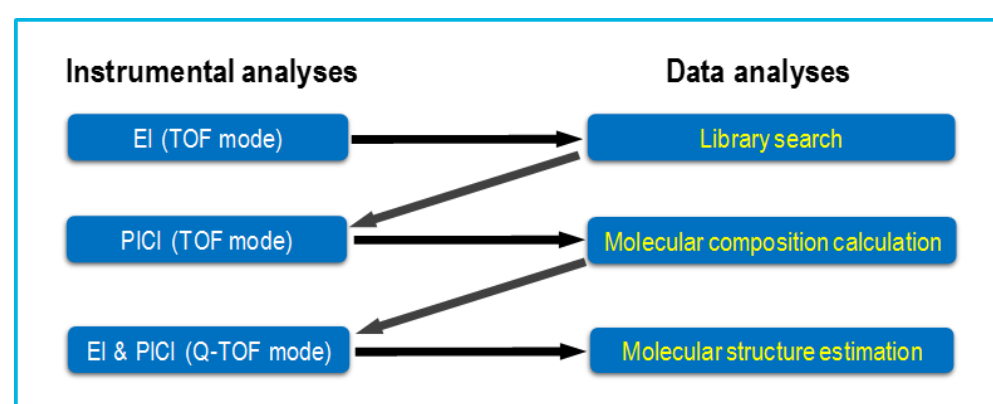 Instrumental analyses
Data analyses
EI (TOF mode)
Library search
PICI (TOF mode)
Molecular composition calculation
EI & PICI (Q-TOF mode)
Molecular structure estimation